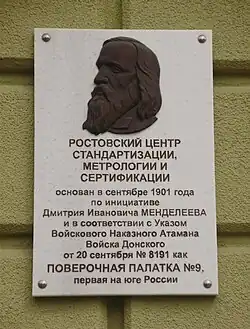 РОСТОВСКИЙ ЦЕНТР
СТАНДАРТИЗАЦИИ,
МЕТРОЛОГИИ И
СЕРТИФИКАЦИИ
основан в сентябре 1901 года
по инициативе
Дмитрия Ивановича МЕНДЕЛЕЕВА
и в соответствии с Указом
Войскового Наказного Атамана
Войска Донского
от 20 сентября № 8191 как
ПОВЕРОЧНАЯ ПАЛАТКА №9,
первая на юге России